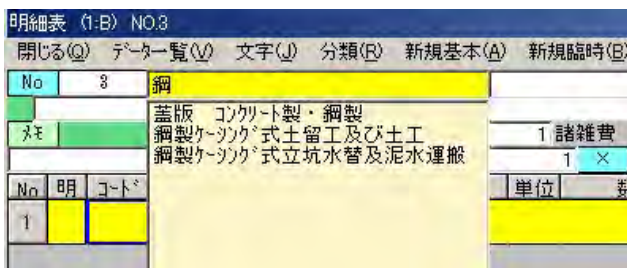 明細表 (1:B) NO.3
閉じる(Q) ﾃﾞｰﾀｰ一覧(V) 文字(J) 分類(R) 新規基本(A) 新規臨時(B)
No 3 鋼
蓋版 ｺﾝｸﾘｰﾄ製・鋼製
鋼製ｹｰｼﾝｸﾞ式土留工及び土工
ﾒﾓ 1 諸雑費
鋼製ｹｰｼﾝｸﾞ式立坑水替及泥水運搬
1 ×
No 明 ｺｰﾄﾞ 単位 数
1